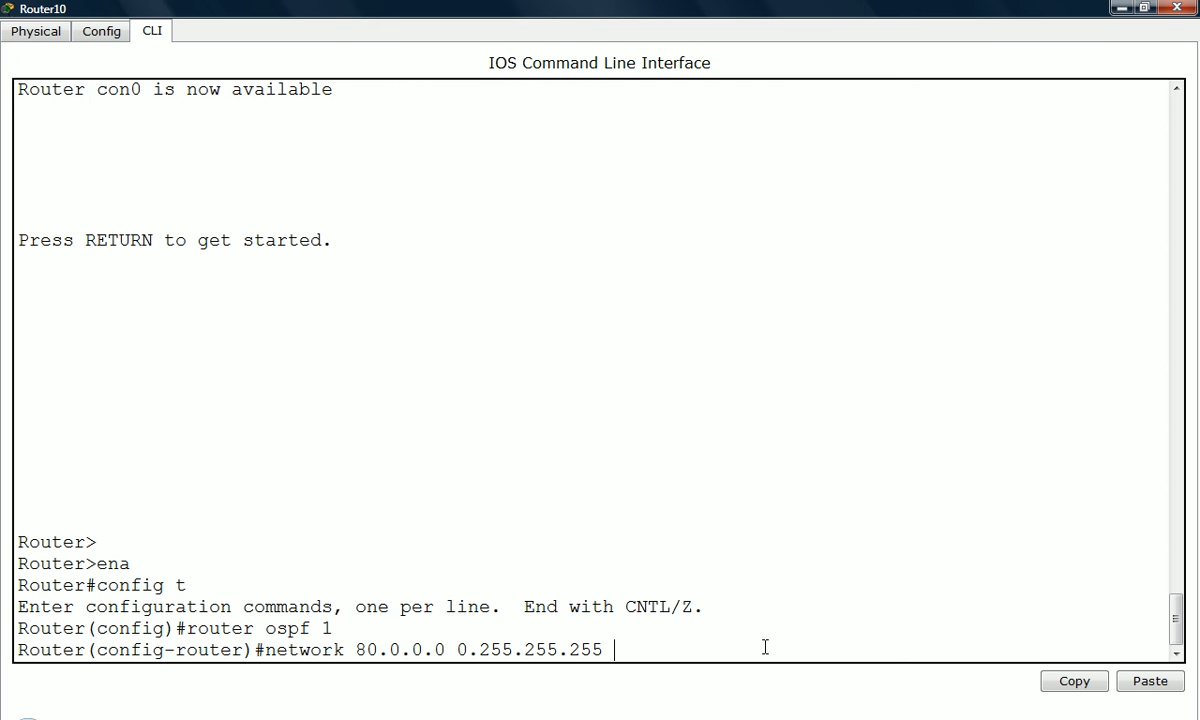 Router10
Physical Config CLI
IOS Command Line Interface
Router con0 is now available
Press RETURN to get started.
Router>
Router>ena
Router#config t
Enter configuration commands, one per line.  End with CNTL/Z.
Router(config)#router ospf 1
Router(config-router)#network 80.0.0.0 0.255.255.255
Copy Paste